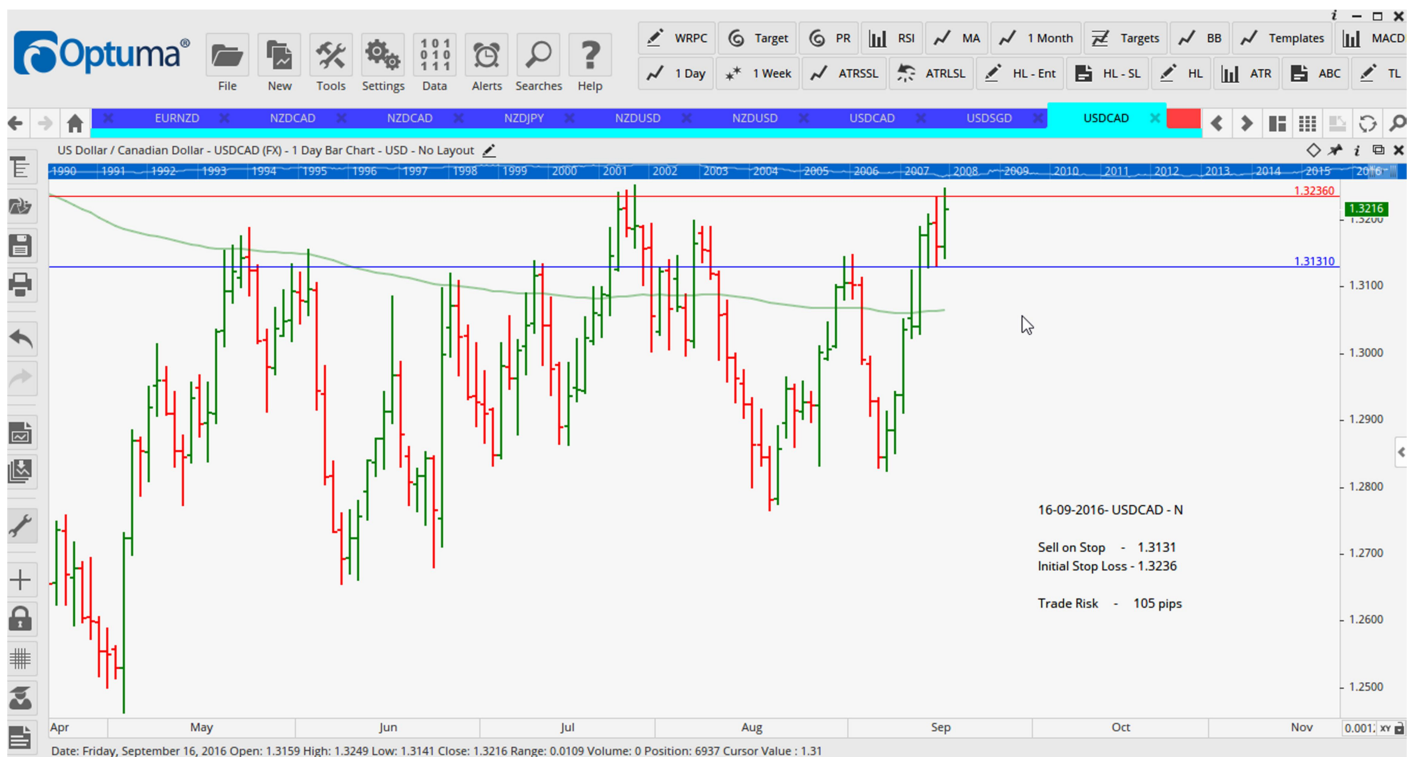 i
Optuma®
WRPC Target PR RSI MA 1 Month Targets BB Templates MACD
File New Tools Settings Data Alerts Searches Help
101
010
111
1 Day 1 Week ATRSSL ATRLSL HL - Ent HL - SL HL ATR ABC TL
EURNZD NZDCAD NZDCAD NZDJPY NZDUSD NZDUSD USDCAD USDSGD USDCAD
US Dollar / Canadian Dollar - USDCAD (FX) - 1 Day Bar Chart - USD - No Layout
1990 1991 1992 1993 1994 1995 1996 1997 1998 1999 2000 2001 2002 2003 2004 2005 2006 2007 2008 2009 2010 2011 2012 2013 2014 2015 2016
1.32360
1.3216
1.3200
1.31310
1.3100
1.3000
1.2900
1.2800
16-09-2016- USDCAD - N
Sell on Stop - 1.3131
1.2700
Initial Stop Loss - 1.3236
Trade Risk - 105 pips
1.2600
1.2500
Apr May Jun Jul Aug Sep Oct Nov XY
Date: Friday, September 16, 2016 Open: 1.3159 High: 1.3249 Low: 1.3141 Close: 1.3216 Range: 0.0109 Volume: 0 Position: 6937 Cursor Value : 1.31